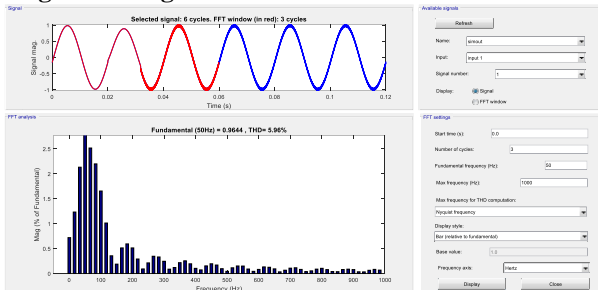 Signal
Selected signal: 6 cycles. FFT window (in red): 3 cycles
Signal mag.
1
0.5
0
-0.5
-1
0
0.02
0.04
0.06
0.08
0.1
0.12
Time (s)
FFT analysis
Fundamental (50Hz) = 0.9644 , THD= 5.96%
Mag (% of Fundamental)
2.5
2
1.5
1
0.5
0
0
100
200
300
400
500
600
700
800
900
1000
Frequency (Hz)
Available signals
Refresh
Name:
simout
Input:
input 1
Signal number:
1
Display:
Signal
FFT window
FFT settings
Start time (s):
0.0
Number of cycles:
3
Fundamental frequency (Hz):
50
Max frequency (Hz):
1000
Max frequency for THD computation:
Nyquist frequency
Display style:
Bar (relative to fundamental)
Base value:
1.0
Frequency axis:
Hertz
Display
Close